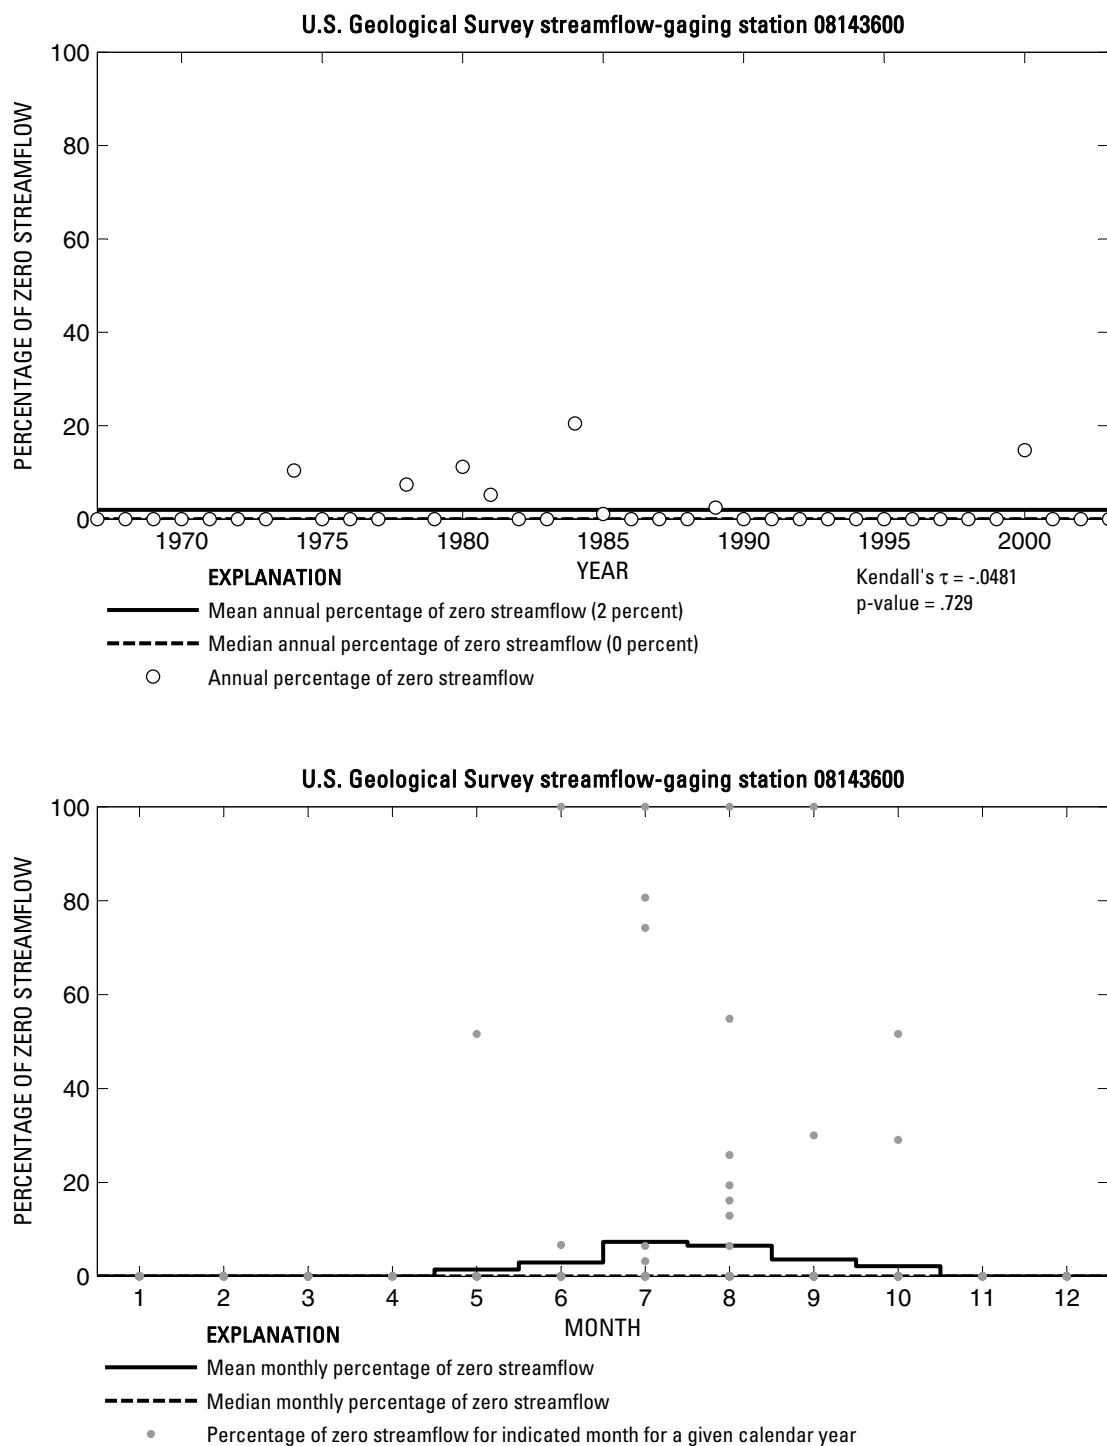 U.S. Geological Survey streamflow-gaging station 08143600
PERCENTAGE OF ZERO STREAMFLOW
100
80
60
40
20
0
1970 1975 1980 1985 1990 1995 2000
YEAR
EXPLANATION
Mean annual percentage of zero streamflow (2 percent)
Median annual percentage of zero streamflow (0 percent)
Annual percentage of zero streamflow
Kendall's τ = -.0481
p-value = .729
U.S. Geological Survey streamflow-gaging station 08143600
PERCENTAGE OF ZERO STREAMFLOW
100
80
60
40
20
0
1 2 3 4 5 6 7 8 9 10 11 12
MONTH
EXPLANATION
Mean monthly percentage of zero streamflow
Median monthly percentage of zero streamflow
Percentage of zero streamflow for indicated month for a given calendar year